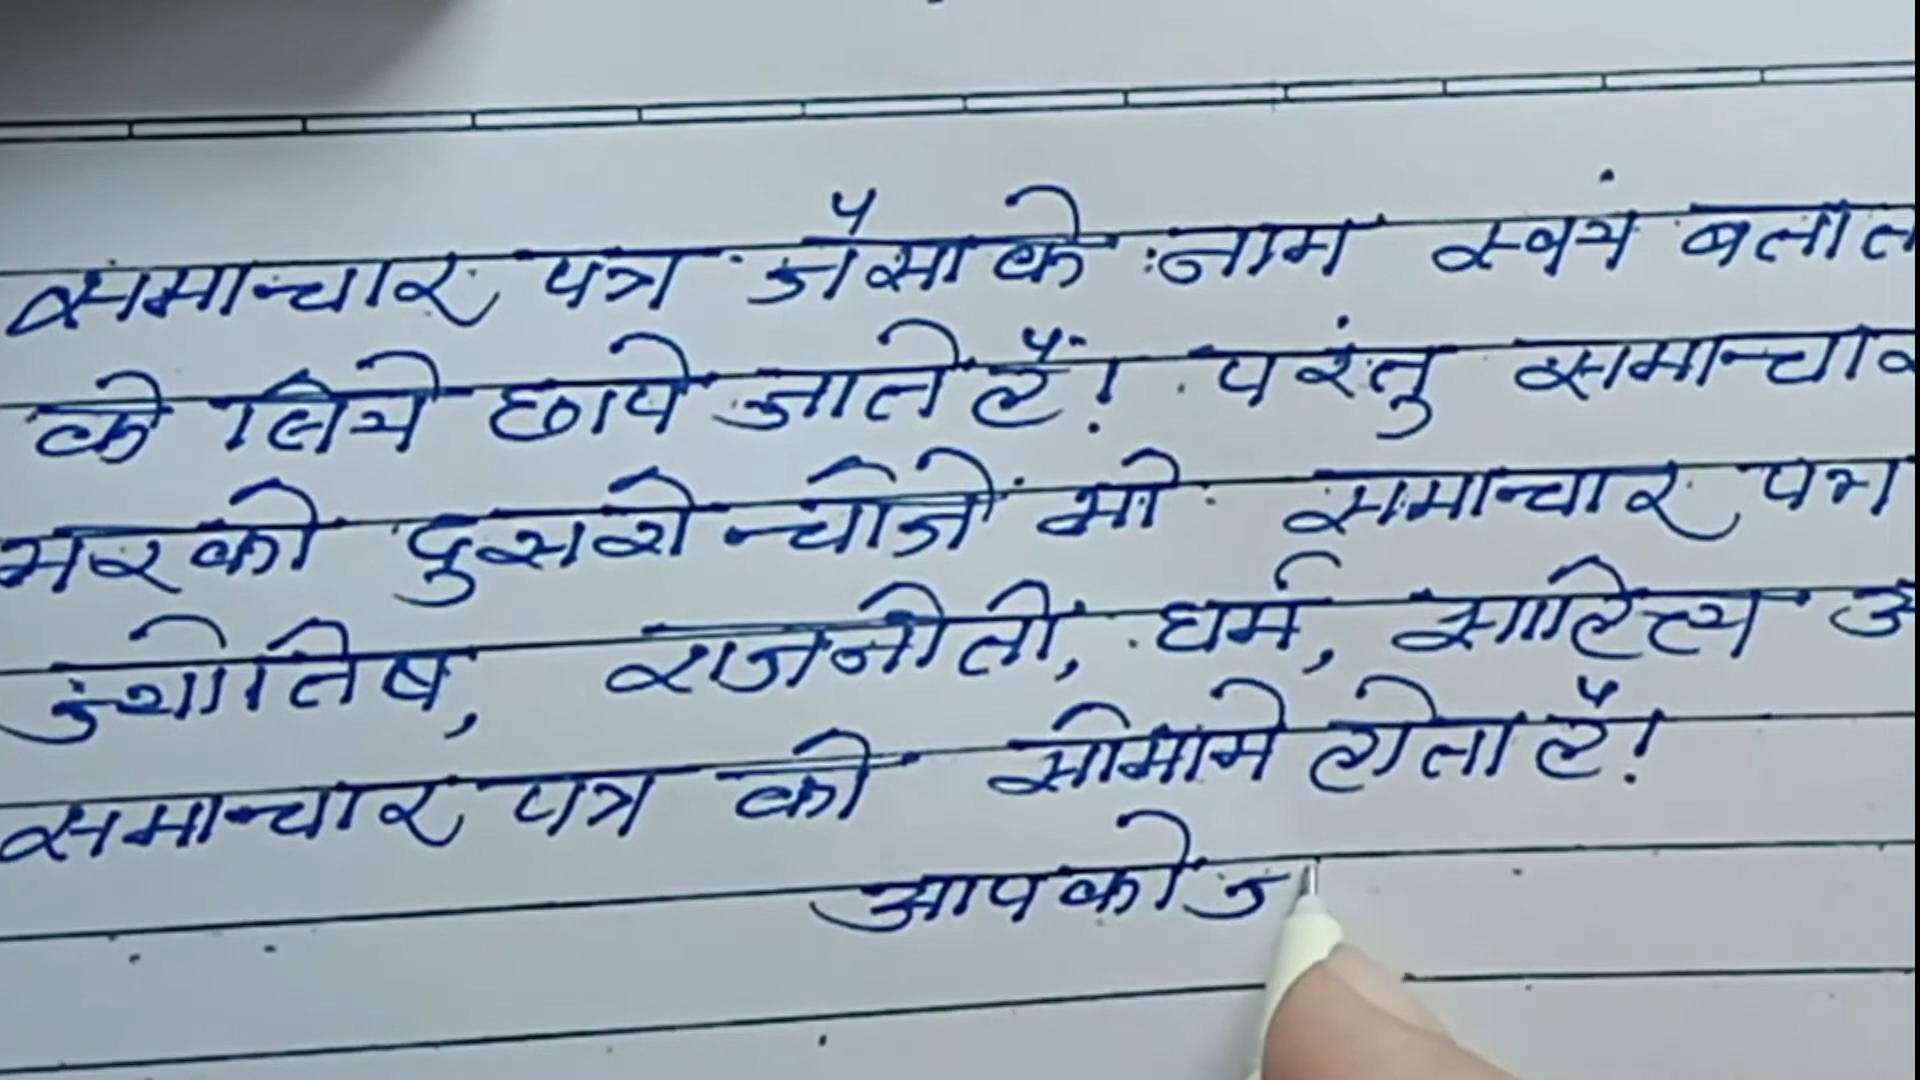 समाचार पत्र जैसा के नाम स्वयं बताता
के लिये छापे जाते हैं! परंतु समाचार
भर की दुसरी चीजें भी समाचार पत्र
ज्योतिष, राजनीती, धर्म, साहित्य
समाचार पत्र की सीमामे होता है!
आपको